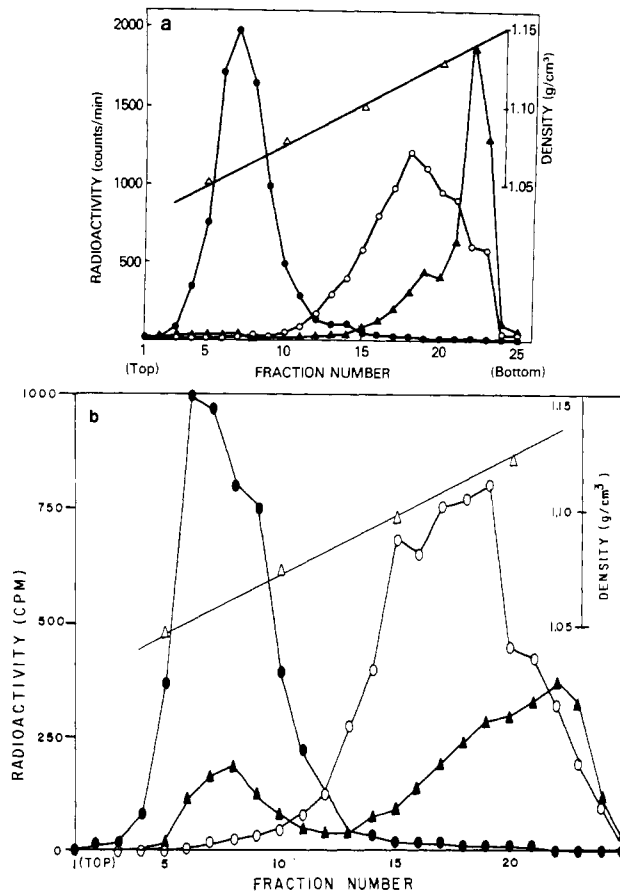 a
2000
1500
1000
500
RADIOACTIVITY (counts/min)
1.15
1.10
1.05
DENSITY (g/cm³)
1 5 10 15 20 25
(Top) FRACTION NUMBER (Bottom)
b
1000
750
500
250
0
RADIOACTIVITY (CPM)
1.15
1.10
1.05
DENSITY (g/cm³)
1 (TOP) 5 10 15 20
FRACTION NUMBER